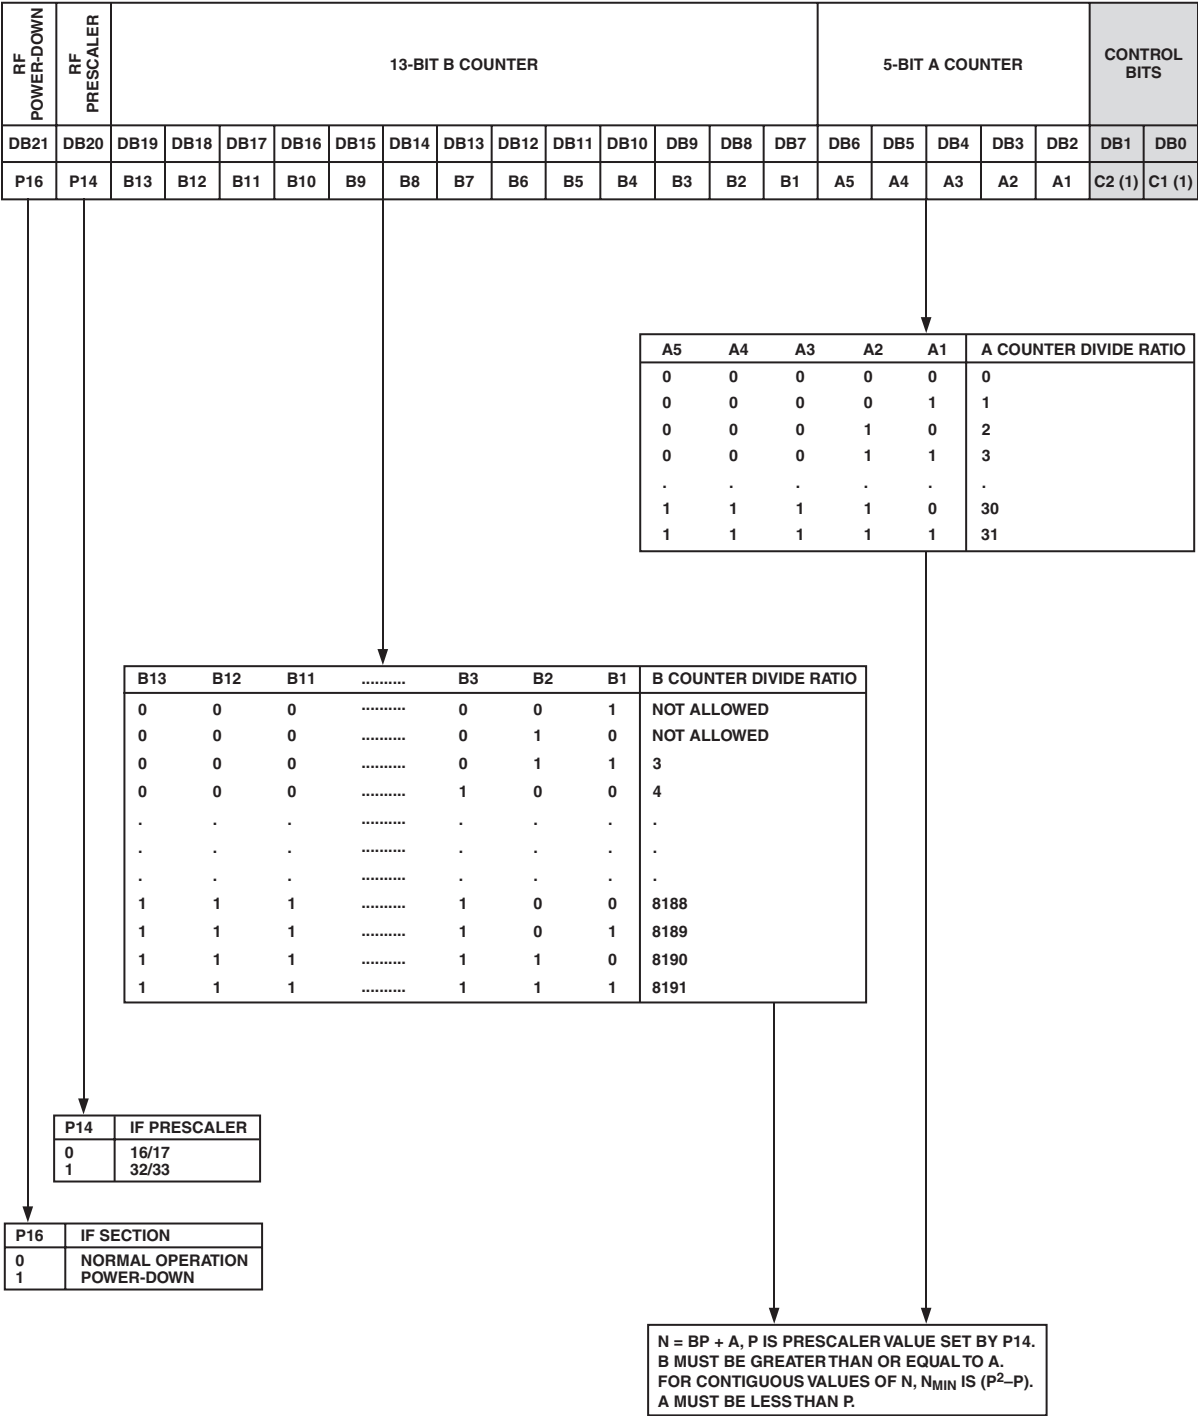 RF
POWER-DOWN
RF
PRESCALER
13-BIT B COUNTER
5-BIT A COUNTER
CONTROL
BITS
DB21 DB20 DB19 DB18 DB17 DB16 DB15 DB14 DB13 DB12 DB11 DB10 DB9 DB8 DB7 DB6 DB5 DB4 DB3 DB2 DB1 DB0
P16 P14 B13 B12 B11 B10 B9 B8 B7 B6 B5 B4 B3 B2 B1 A5 A4 A3 A2 A1 C2 (1) C1 (1)
A5 A4 A3 A2 A1 A COUNTER DIVIDE RATIO
0 0 0 0 0 0
0 0 0 0 1 1
0 0 0 1 0 2
0 0 0 1 1 3
. . . . . .
1 1 1 1 0 30
1 1 1 1 1 31
B13 B12 B11 .......... B3 B2 B1 B COUNTER DIVIDE RATIO
0 0 0 .......... 0 0 1 NOT ALLOWED
0 0 0 .......... 0 1 0 NOT ALLOWED
0 0 0 .......... 0 1 1 3
0 0 0 .......... 1 0 0 4
. . . .......... . . . .
. . . .......... . . . .
. . . .......... . . . .
1 1 1 .......... 1 0 0 8188
1 1 1 .......... 1 0 1 8189
1 1 1 .......... 1 1 0 8190
1 1 1 .......... 1 1 1 8191
P14 IF PRESCALER
0 16/17
1 32/33
P16 IF SECTION
0 NORMAL OPERATION
1 POWER-DOWN
N = BP + A, P IS PRESCALER VALUE SET BY P14.
B MUST BE GREATER THAN OR EQUAL TO A.
FOR CONTIGUOUS VALUES OF N, NMIN IS (P²–P).
A MUST BE LESS THAN P.